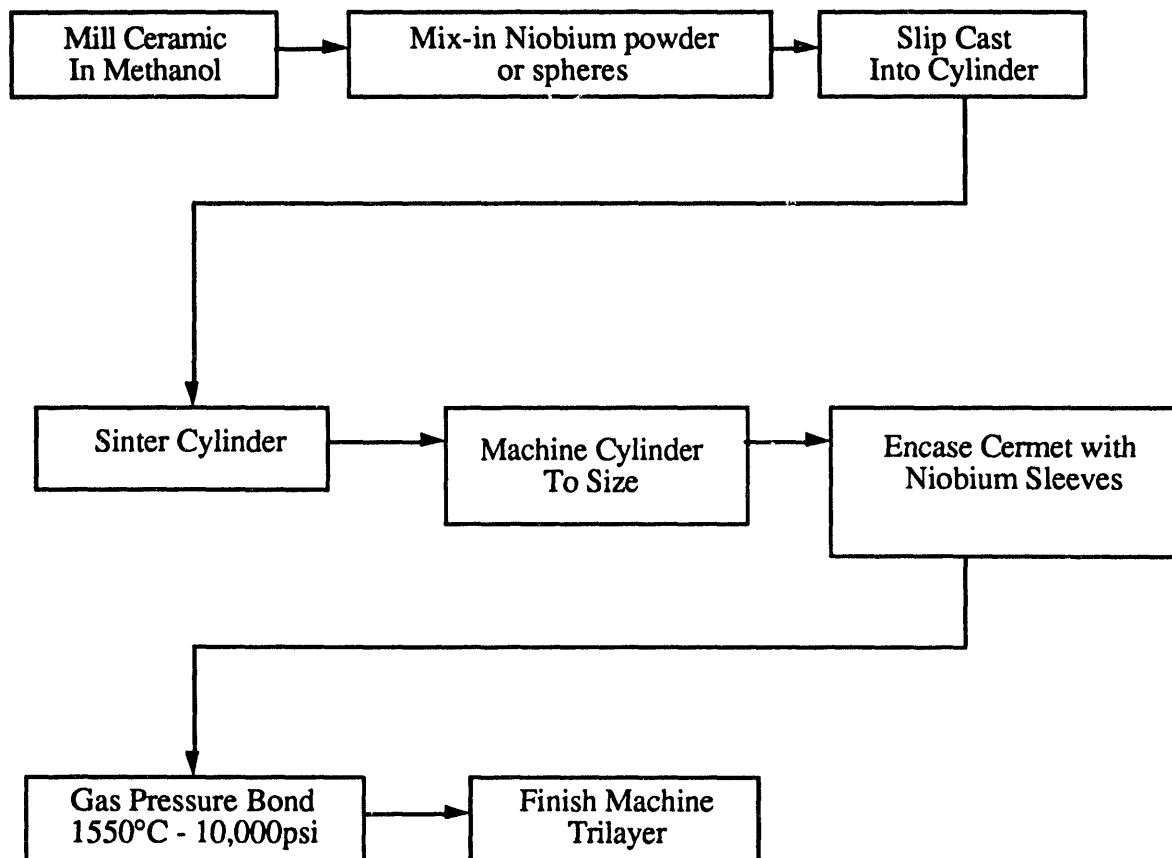 Mill Ceramic
In Methanol
Mix-in Niobium powder
or spheres
Slip Cast
Into Cylinder
Sinter Cylinder
Machine Cylinder
To Size
Encase Cermet with
Niobium Sleeves
Gas Pressure Bond
1550°C - 10,000psi
Finish Machine
Trilayer